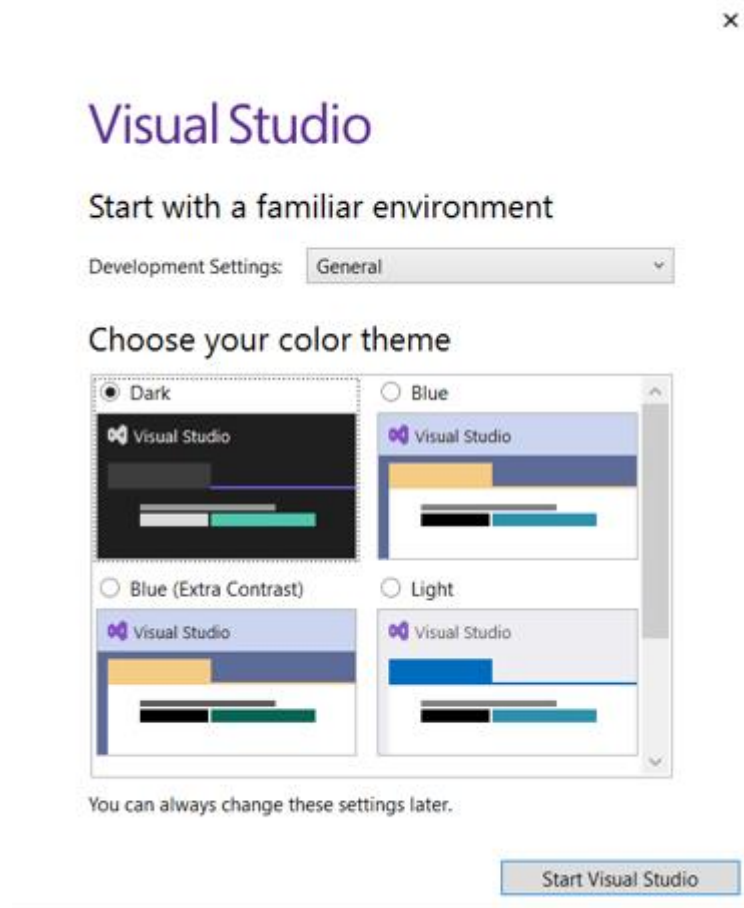 Visual Studio
Start with a familiar environment
Development Settings: General
Choose your color theme
Dark
Blue
Visual Studio
Visual Studio
Blue (Extra Contrast)
Light
Visual Studio
Visual Studio
You can always change these settings later.
Start Visual Studio